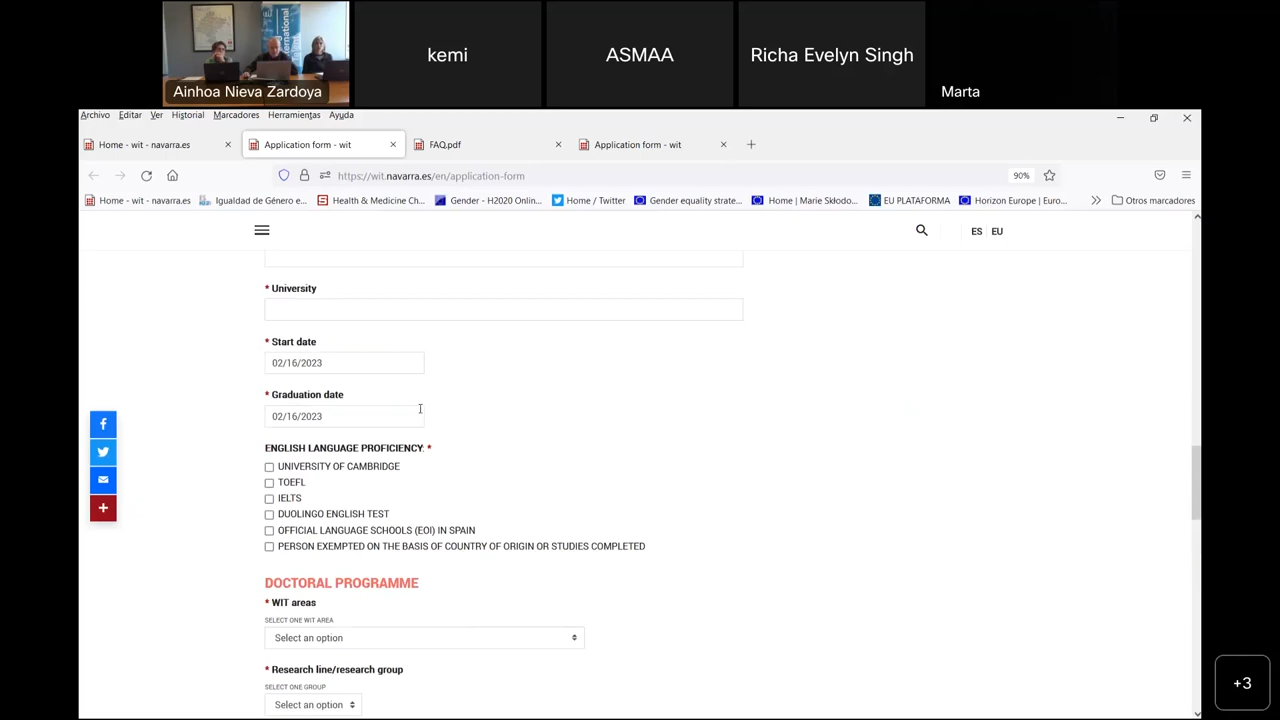 International
Ainhoa Nieva Zardoya
kemi
ASMAA
Richa Evelyn Singh
Marta
Archivo Editar Ver Historial Marcadores Herramientas Ayuda
Home - wit - navarra.es
Application form - wit
FAQ.pdf
Application form - wit
https://wit.navarra.es/en/application-form
90%
Home - wit - navarra.es
Igualdad de Género e...
Health & Medicine Ch...
Gender - H2020 Onlin...
Home / Twitter
Gender equality strate...
Home | Marie Skłodo...
EU PLATAFORMA
Horizon Europe | Euro...
Otros marcadores
ES EU
* University
* Start date
02/16/2023
* Graduation date
02/16/2023
ENGLISH LANGUAGE PROFICIENCY: *
UNIVERSITY OF CAMBRIDGE
TOEFL
IELTS
DUOLINGO ENGLISH TEST
OFFICIAL LANGUAGE SCHOOLS (EOI) IN SPAIN
PERSON EXEMPTED ON THE BASIS OF COUNTRY OF ORIGIN OR STUDIES COMPLETED
DOCTORAL PROGRAMME
* WIT areas
SELECT ONE WIT AREA
Select an option
* Research line/research group
SELECT ONE GROUP
Select an option
+3